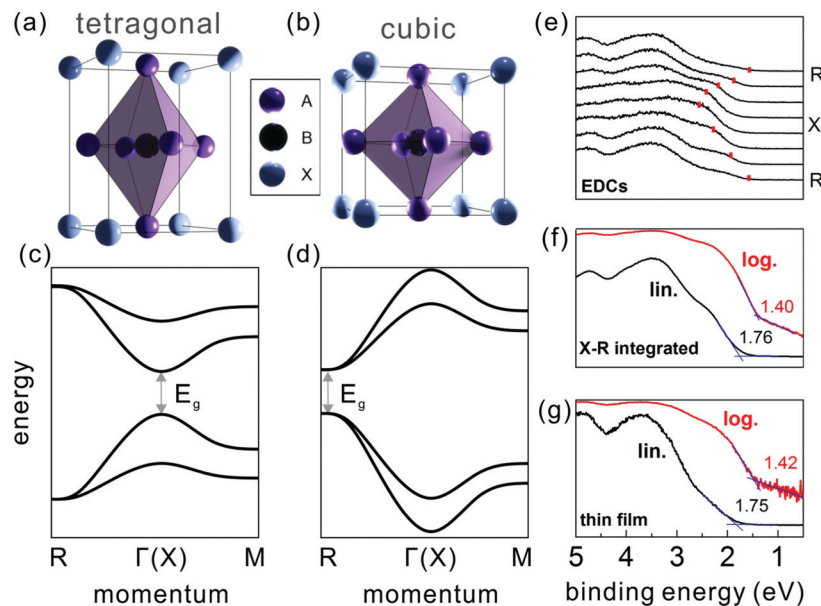 (a)
tetragonal
(b)
cubic
A
B
X
(c)
(d)
energy
E_g
E_g
R
Γ(X)
M
R
Γ(X)
M
momentum
momentum
(e)
R
X
R
EDCs
(f)
log.
lin.
1.40
1.76
X-R integrated
(g)
log.
lin.
1.42
1.75
thin film
5 4 3 2 1
binding energy (eV)